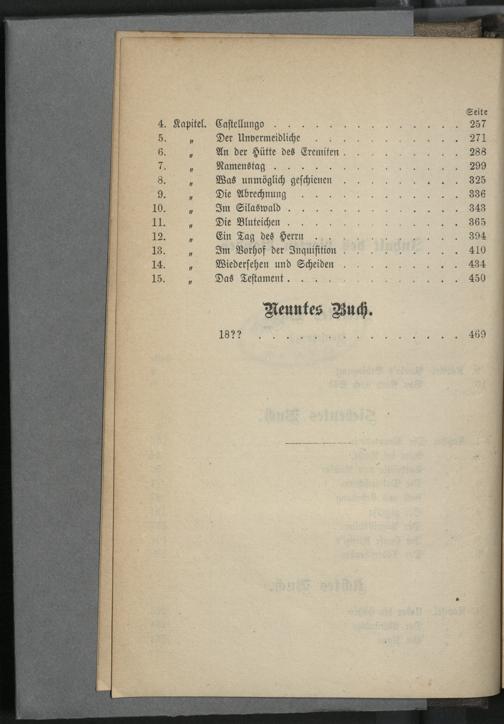 Seite
4. Kapitel. Castellungo . . . . . . . . . . . . . . 257
5. „ Der Unvermeidliche . . . . . . . . . . . . 271
6. „ An der Hütte des Eremiten . . . . . . . . . 288
7. „ Namenstag . . . . . . . . . . . . . . 299
8. „ Was unmöglich geschienen . . . . . . . . . . 325
9. „ Die Abrechnung . . . . . . . . . . . . . 336
10. „ Im Silaswald . . . . . . . . . . . . . 343
11. „ Die Bluteichen . . . . . . . . . . . . . 365
12. „ Ein Tag des Herrn . . . . . . . . . . . . 394
13. „ Im Vorhof der Inquisition . . . . . . . . . 410
14. „ Wiedersehen und Scheiden . . . . . . . . . . 434
15. „ Das Testament . . . . . . . . . . . . . 450
Neuntes Buch.
18?? . . . . . . . . . . . . . . . 469